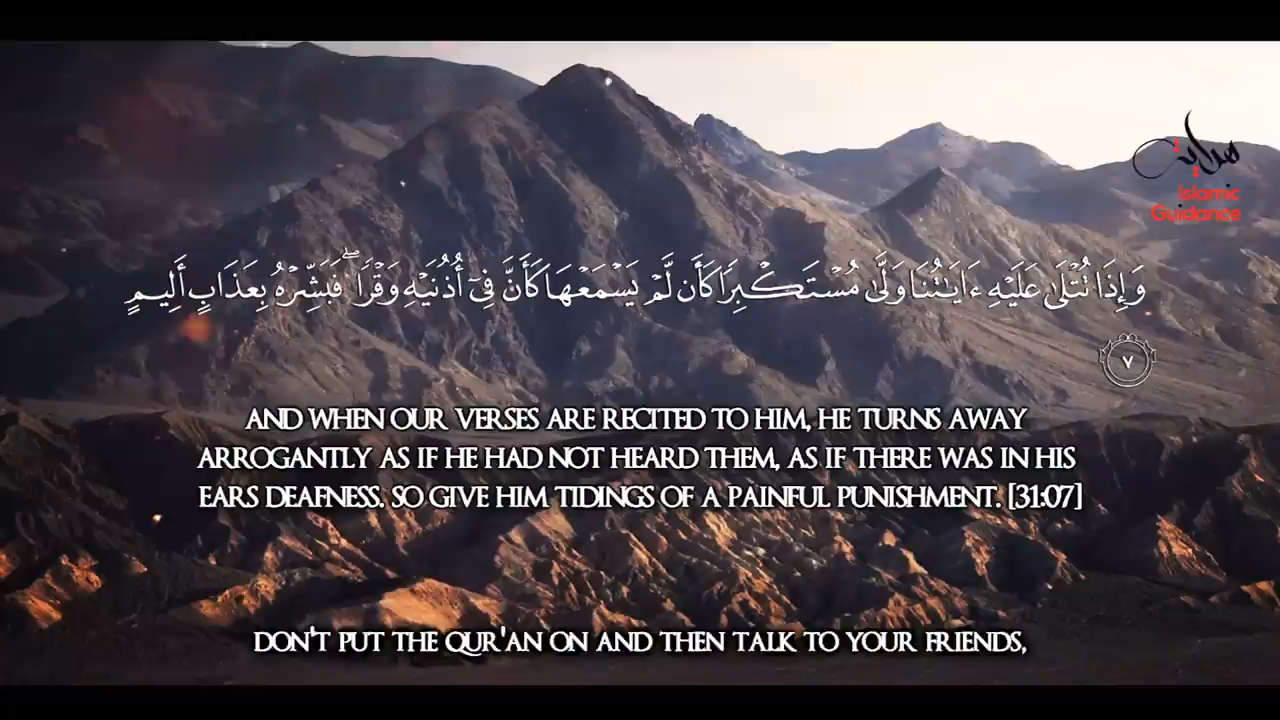 هداية
Islamic
Guidance
وَإِذَا تُتْلَىٰ عَلَيْهِ ءَايَـٰتُنَا وَلَّىٰ مُسْتَكْبِرًا كَأَن لَّمْ يَسْمَعْهَا كَأَنَّ فِىٓ أُذُنَيْهِ وَقْرًا ۖ فَبَشِّرْهُ بِعَذَابٍ أَلِيمٍ
٧
AND WHEN OUR VERSES ARE RECITED TO HIM, HE TURNS AWAY
ARROGANTLY AS IF HE HAD NOT HEARD THEM, AS IF THERE WAS IN HIS
EARS DEAFNESS. SO GIVE HIM TIDINGS OF A PAINFUL PUNISHMENT. [31:07]
DON'T PUT THE QUR'AN ON AND THEN TALK TO YOUR FRIENDS,